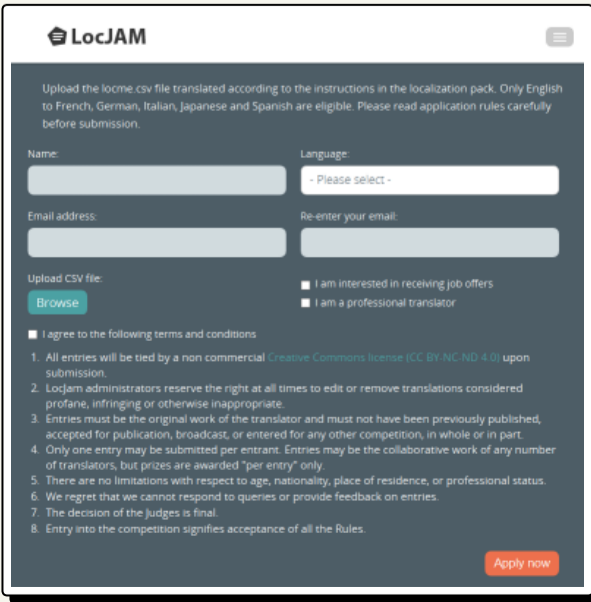 LocJAM
Upload the locme.csv file translated according to the instructions in the localization pack. Only English
to French, German, Italian, Japanese and Spanish are eligible. Please read application rules carefully
before submission.
Name:
Language:
- Please select -
Email address:
Re-enter your email:
Upload CSV file:
Browse
I am interested in receiving job offers
I am a professional translator
I agree to the following terms and conditions
1. All entries will be tied by a non commercial Creative Commons license (CC BY-NC-ND 4.0) upon
submission.
2. LocJam administrators reserve the right at all times to edit or remove translations considered
profane, infringing or otherwise inappropriate.
3. Entries must be the original work of the translator and must not have been previously published,
accepted for publication, broadcast, or entered for any other competition, in whole or in part.
4. Only one entry may be submitted per entrant. Entries may be the collaborative work of any number
of translators, but prizes are awarded "per entry" only.
5. There are no limitations with respect to age, nationality, place of residence, or professional status.
6. We regret that we cannot respond to queries or provide feedback on entries.
7. The decision of the Judges is final.
8. Entry into the competition signifies acceptance of all the Rules.
Apply now